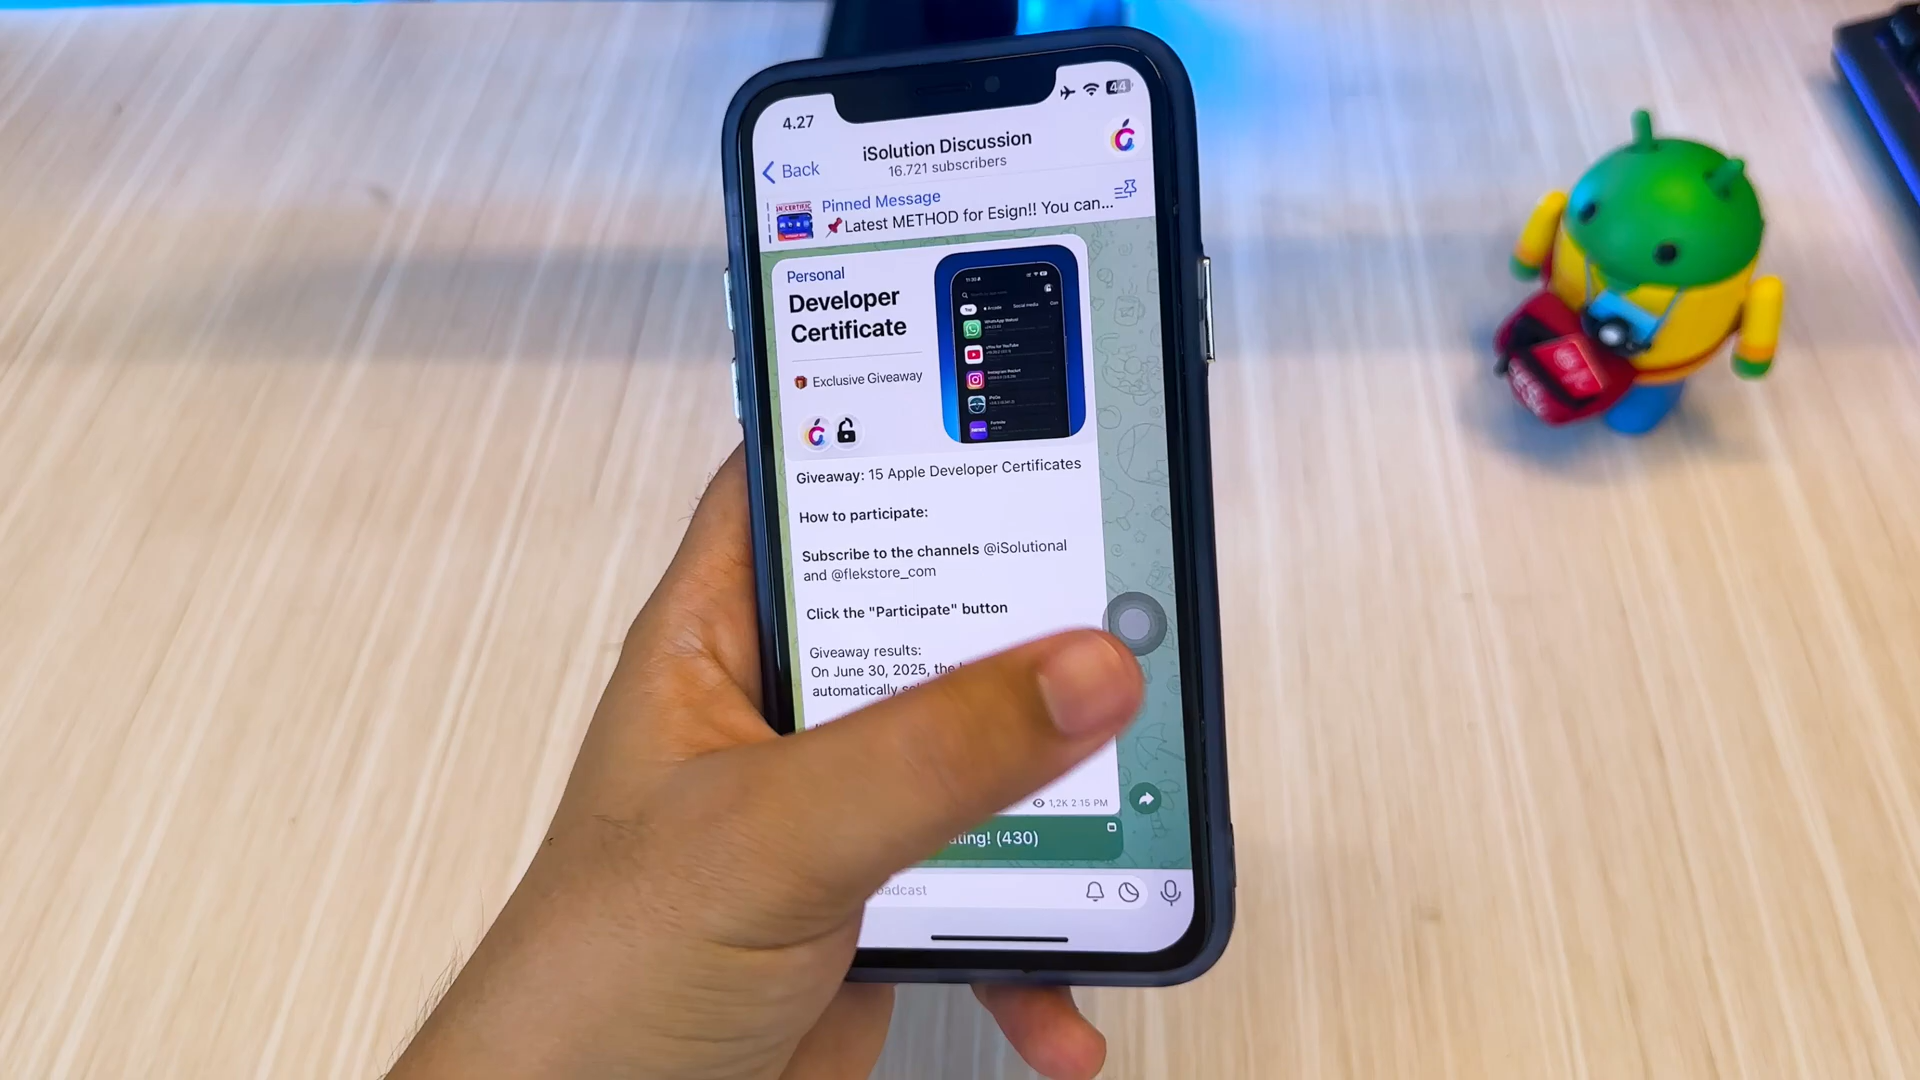 4.27
44
Back
iSolution Discussion
16.721 subscribers
Pinned Message
📌Latest METHOD for Esign!! You can...
Personal
Developer
Certificate
Exclusive Giveaway
Giveaway: 15 Apple Developer Certificates
How to participate:
Subscribe to the channels @iSolutional
and @flekstore_com
Click the "Participate" button
Giveaway results:
On June 30, 2025, the
automatically
1,2K 2:15 PM
(430)